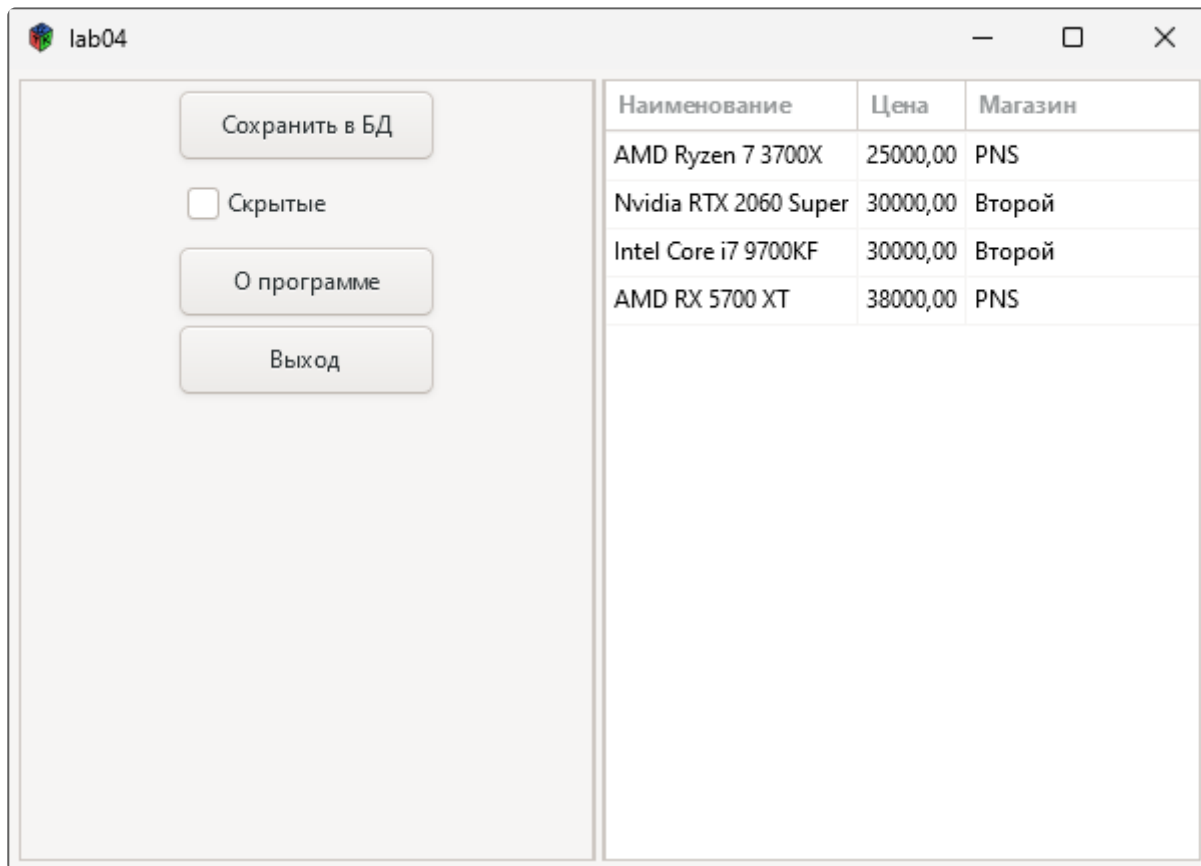 lab04
Сохранить в БД
Скрытые
О программе
Выход
Наименование Цена Магазин
AMD Ryzen 7 3700X 25000,00 PNS
Nvidia RTX 2060 Super 30000,00 Второй
Intel Core i7 9700KF 30000,00 Второй
AMD RX 5700 XT 38000,00 PNS